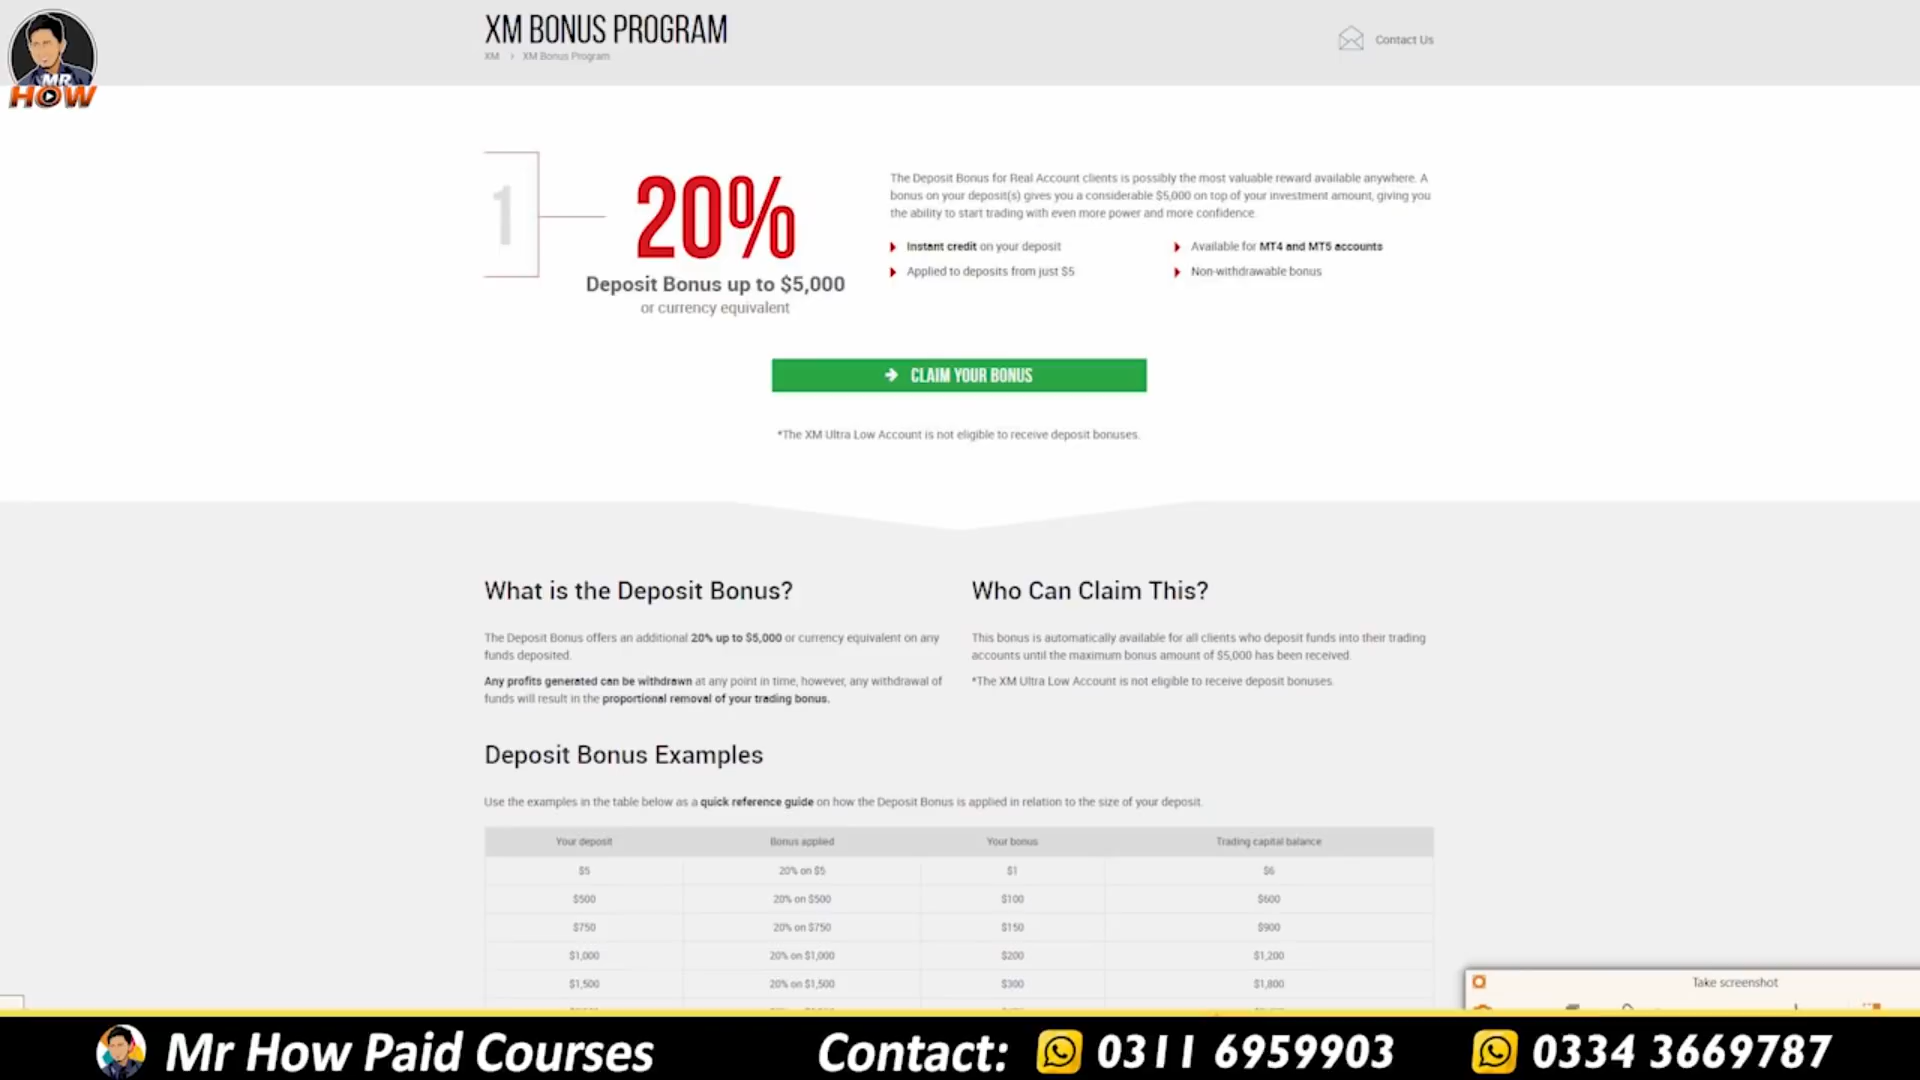 MR
HOW
XM BONUS PROGRAM
XM > XM Bonus Program
Contact Us
1
20%
Deposit Bonus up to $5,000
or currency equivalent
The Deposit Bonus for Real Account clients is possibly the most valuable reward available anywhere. A
bonus on your deposit(s) gives you a considerable $5,000 on top of your investment amount, giving you
the ability to start trading with even more power and more confidence.
Instant credit on your deposit
Available for MT4 and MT5 accounts
Applied to deposits from just $5
Non-withdrawable bonus
CLAIM YOUR BONUS
*The XM Ultra Low Account is not eligible to receive deposit bonuses.
What is the Deposit Bonus?
The Deposit Bonus offers an additional 20% up to $5,000 or currency equivalent on any
funds deposited.
Any profits generated can be withdrawn at any point in time, however, any withdrawal of
funds will result in the proportional removal of your trading bonus.
Who Can Claim This?
This bonus is automatically available for all clients who deposit funds into their trading
accounts until the maximum bonus amount of $5,000 has been received.
*The XM Ultra Low Account is not eligible to receive deposit bonuses.
Deposit Bonus Examples
Use the examples in the table below as a quick reference guide on how the Deposit Bonus is applied in relation to the size of your deposit.
Your deposit Bonus applied Your bonus Trading capital balance
$5 20% on $5 $1 $6
$500 20% on $500 $100 $600
$750 20% on $750 $150 $900
$1,000 20% on $1,000 $200 $1,200
$1,500 20% on $1,500 $300 $1,800
Take screenshot
Mr How Paid Courses Contact: 0311 6959903 0334 3669787